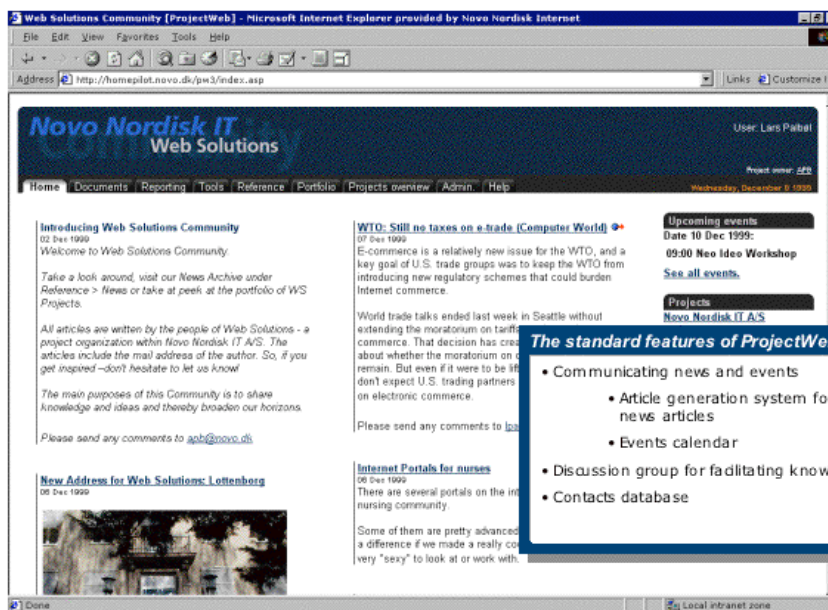 Web Solutions Community [ProjectWeb] - Microsoft Internet Explorer provided by Novo Nordisk Internet
File Edit View Favorites Tools Help
Address http://homepilot.novo.dk/pw3/index.asp
Links Customize
Novo Nordisk IT
Community
Web Solutions
User: Lars Palbøl
Project owner: APB
Home Documents Reporting Tools Reference Portfolio Projects overview Admin. Help
Wednesday, December 8 1999
Introducing Web Solutions Community
02 Dec 1999
Welcome to Web Solutions Community.
Take a look around, visit our News Archive under
Reference > News or take at peek at the portfolio of WS
Projects.
All articles are written by the people of Web Solutions - a
project organization within Novo Nordisk IT A/S. The
articles include the mail address of the author. So, if you
get inspired –don't hesitate to let us know!
The main purposes of this Community is to share
knowledge and ideas and thereby broaden our horizons.
Please send any comments to apb@novo.dk
New Address for Web Solutions: Lottenborg
06 Dec 1999
WTO: Still no taxes on e-trade (Computer World)
07 Dec 1999
E-commerce is a relatively new issue for the WTO, and a
key goal of U.S. trade groups was to keep the WTO from
introducing new regulatory schemes that could burden
Internet commerce.
World trade talks ended last week in Seattle without
extending the moratorium on tariffs
commerce. That decision has crea
about whether the moratorium on
remain. But even if it were to be lift
don't expect U.S. trading partners
on electronic commerce.
Please send any comments to lpa
Internet Portals for nurses
06 Dec 1999
There are several portals on the int
nursing community.
Some of them are pretty advanced
a difference if we made a really co
very "sexy" to look at or work with.
Upcoming events
Date 10 Dec 1999:
09:00 Neo Ideo Workshop
See all events.
Projects
Novo Nordisk IT A/S
The standard features of ProjectWe
• Communicating news and events
• Article generation system fo
news articles
• Events calendar
• Discussion group for facilitating know
• Contacts database
Done
Local intranet zone